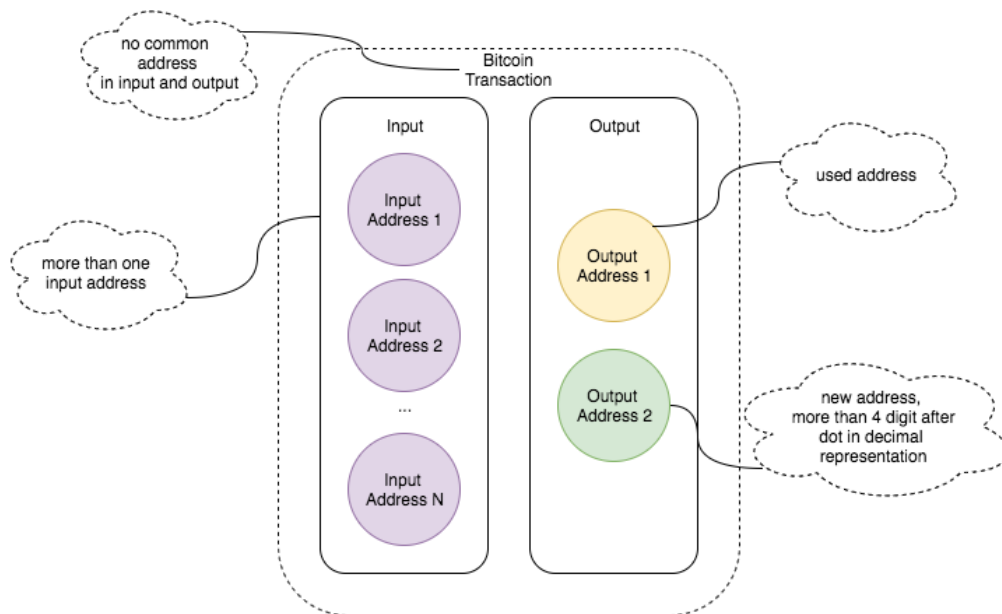 no common
address
in input and output
Bitcoin
Transaction
Input
Output
Input
Address 1
used address
more than one
input address
Output
Address 1
Input
Address 2
...
Output
Address 2
new address,
more than 4 digit after
dot in decimal
representation
Input
Address N